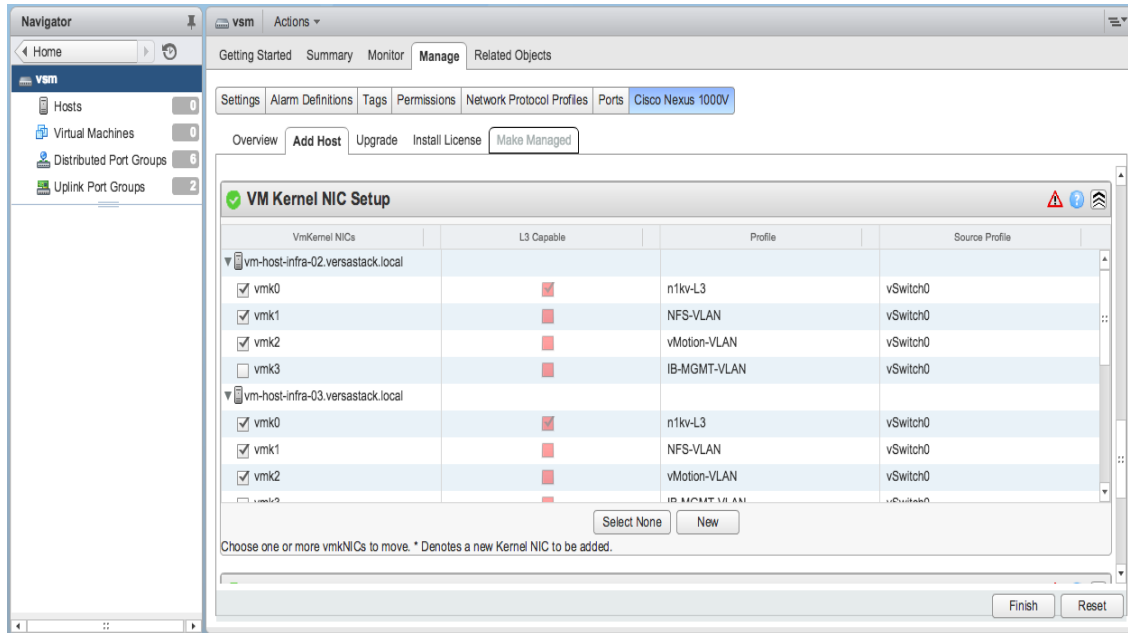 Navigator
Home
vsm
Hosts 0
Virtual Machines 0
Distributed Port Groups 6
Uplink Port Groups 2
vsm Actions
Getting Started Summary Monitor Manage Related Objects
Settings Alarm Definitions Tags Permissions Network Protocol Profiles Ports Cisco Nexus 1000V
Overview Add Host Upgrade Install License Make Managed
VM Kernel NIC Setup
VmKernel NICs L3 Capable Profile Source Profile
vm-host-infra-02.versastack.local
vmk0 n1kv-L3 vSwitch0
vmk1 NFS-VLAN vSwitch0
vmk2 vMotion-VLAN vSwitch0
vmk3 IB-MGMT-VLAN vSwitch0
vm-host-infra-03.versastack.local
vmk0 n1kv-L3 vSwitch0
vmk1 NFS-VLAN vSwitch0
vmk2 vMotion-VLAN vSwitch0
vmk3 IB-MGMT-VLAN vSwitch0
Select None New
Choose one or more vmkNICs to move. * Denotes a new Kernel NIC to be added.
Finish Reset